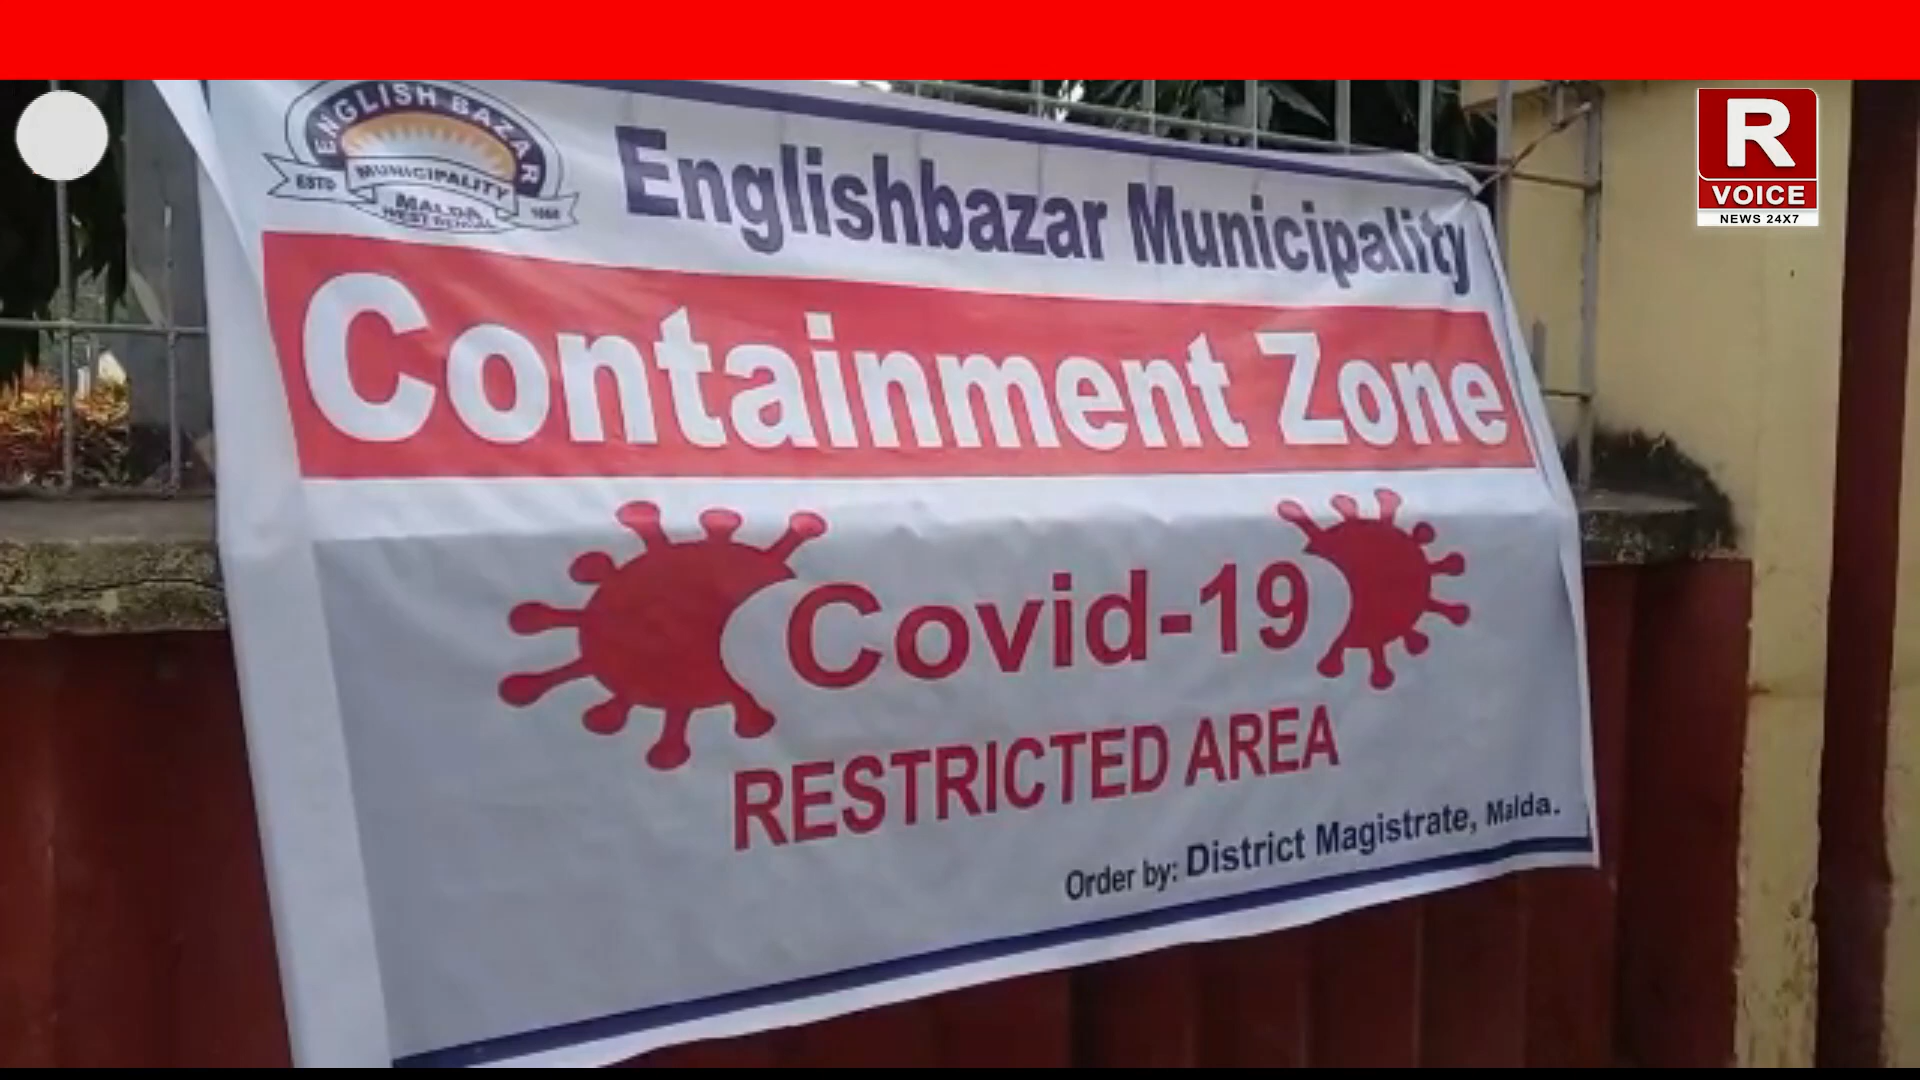 ENGLISH BAZAR
MUNICIPALITY
ESTD 1868
MALDA
WEST BENGAL
Englishbazar Municipality
Containment Zone
Covid-19
RESTRICTED AREA
Order by: District Magistrate, Malda.
R
VOICE
NEWS 24X7